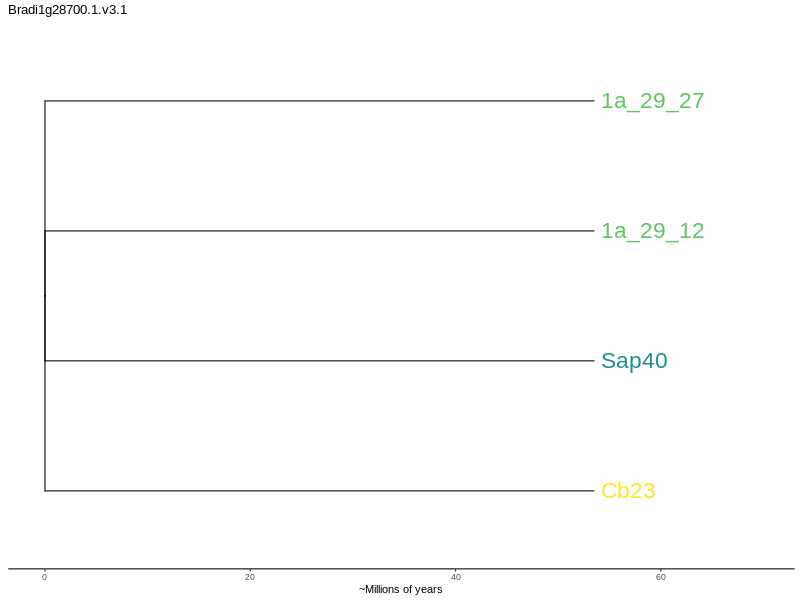 Bradi1g28700.1.v3.1
1a_29_27
1a_29_12
Sap40
Cb23
0 20 40 60
~Millions of years